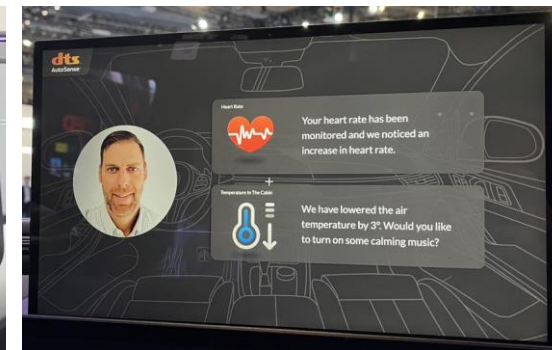 dts
AutoSense
Heart Rate
Your heart rate has been
monitored and we noticed an
increase in heart rate.
+
Temperature In The Cabin
We have lowered the air
temperature by 3°. Would you like
to turn on some calming music?